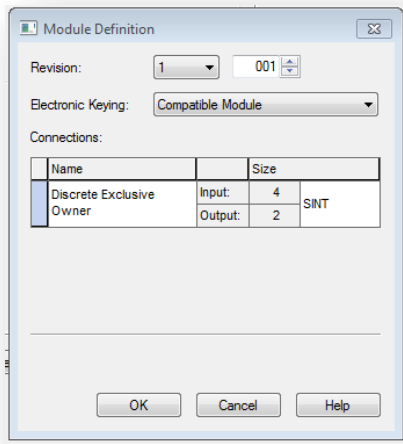 Module Definition
Revision: 1 001
Electronic Keying: Compatible Module
Connections:
Name Size
Discrete Exclusive Owner Input: 4 SINT
Output: 2
OK Cancel Help